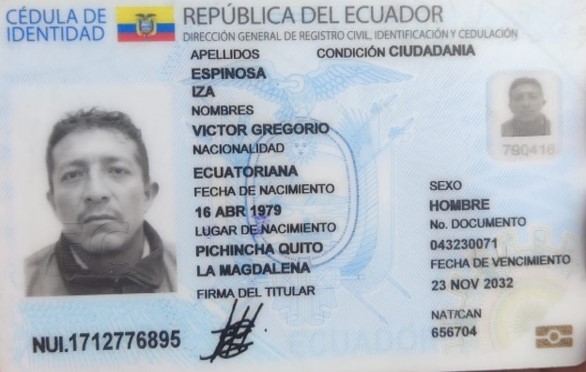 CÉDULA DE
IDENTIDAD
REPÚBLICA DEL ECUADOR
DIRECCIÓN GENERAL DE REGISTRO CIVIL, IDENTIFICACIÓN Y CEDULACIÓN
APELLIDOS
CONDICIÓN CIUDADANIA
ESPINOSA
IZA
NOMBRES
VICTOR GREGORIO
NACIONALIDAD
ECUATORIANA
FECHA DE NACIMIENTO
16 ABR 1979
LUGAR DE NACIMIENTO
PICHINCHA QUITO
LA MAGDALENA
FIRMA DEL TITULAR
790416
SEXO
HOMBRE
No. DOCUMENTO
043230071
FECHA DE VENCIMIENTO
23 NOV 2032
NAT/CAN
656704
NUI.1712776895
ECUADOR